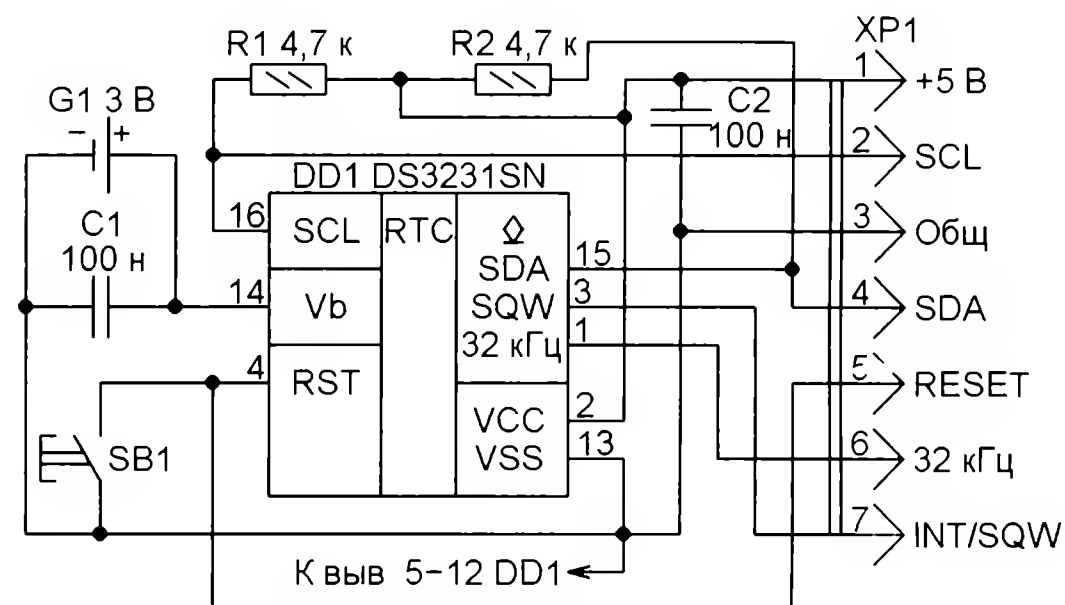 XP1
R1 4,7 к
R2 4,7 к
1
+5 В
G1 3 В
− +
C2
100 н
2
SCL
DD1 DS3231SN
16
SCL
RTC
3
Общ
C1
100 н
SDA
15
14
Vb
SQW
3
4
SDA
32 кГц
1
4
RST
5
RESET
VCC
2
SB1
VSS
13
6
32 кГц
7
INT/SQW
К выв 5−12 DD1